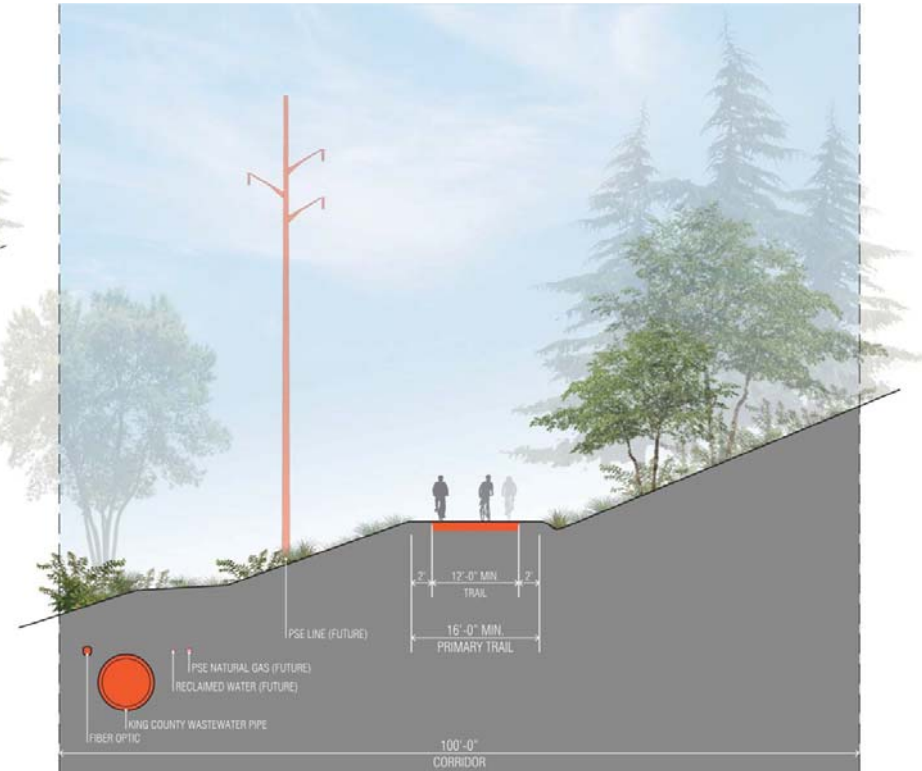 2'
12'-0" MIN
2'
TRAIL
16'-0" MIN.
PRIMARY TRAIL
PSE LINE (FUTURE)
PSE NATURAL GAS (FUTURE)
RECLAIMED WATER (FUTURE)
KING COUNTY WASTEWATER PIPE
FIBER OPTIC
100'-0"
CORRIDOR